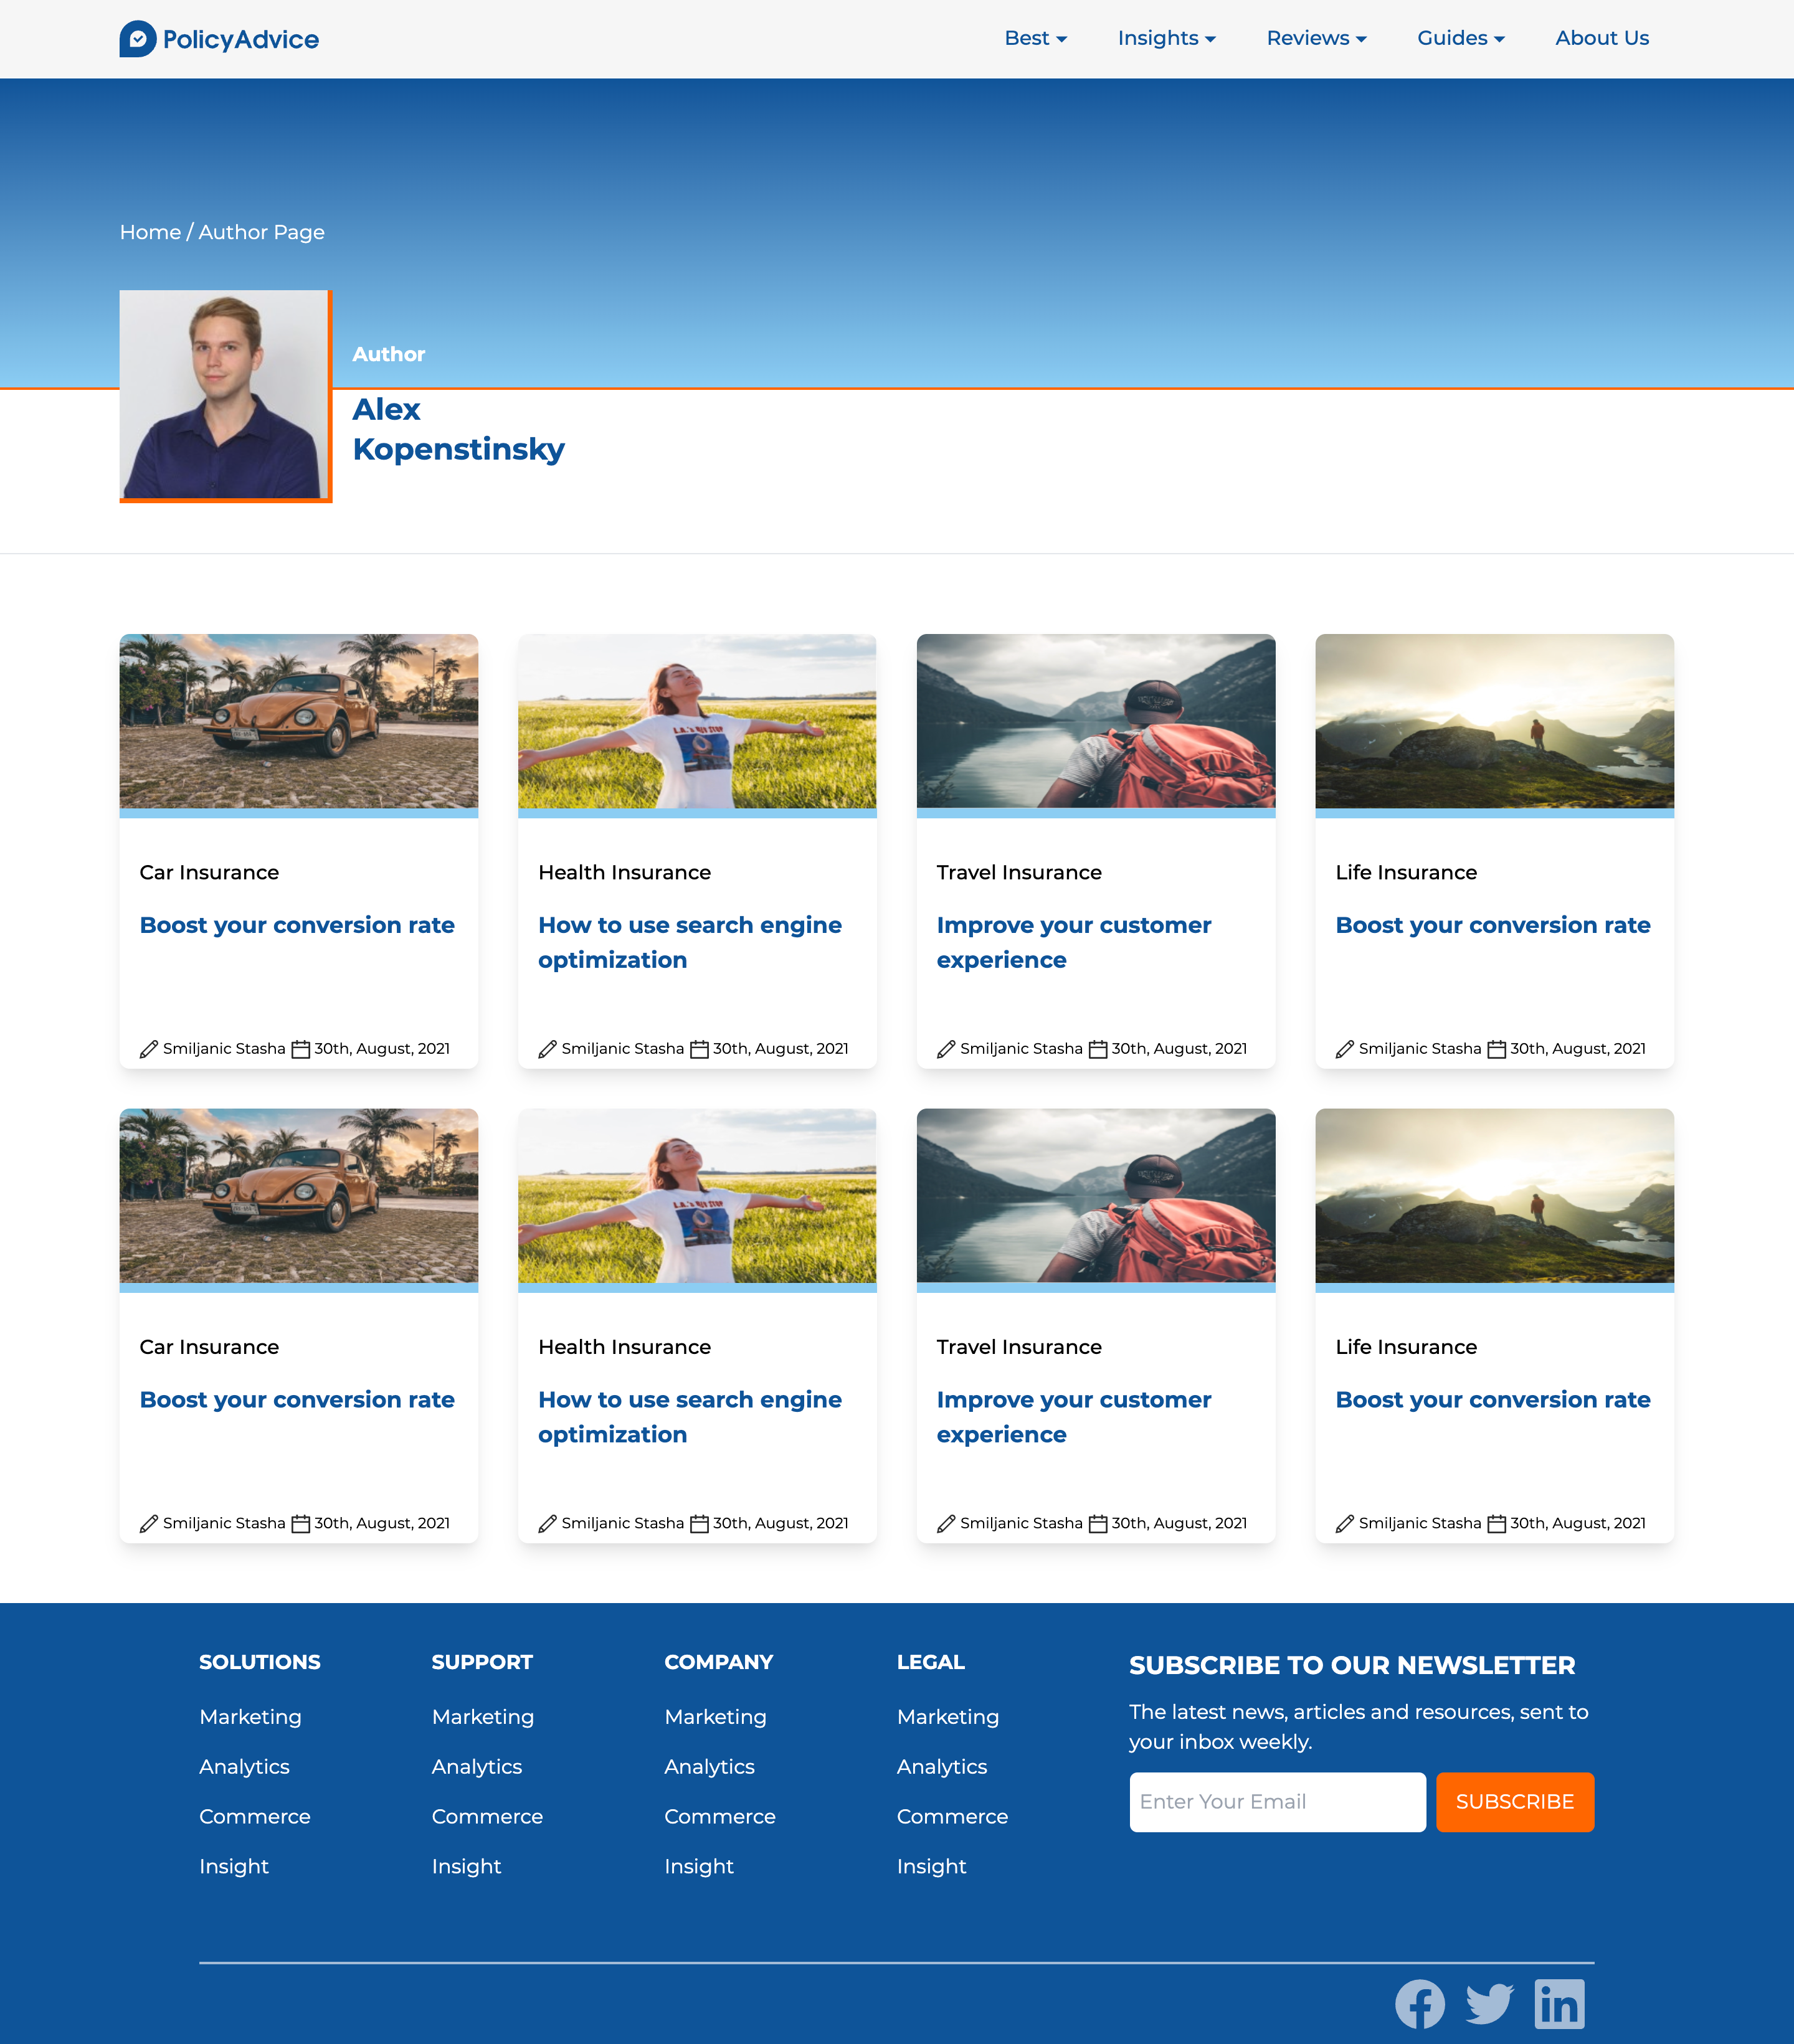 PolicyAdvice
Best
Insights
Reviews
Guides
About Us
Home / Author Page
Author
Alex
Kopenstinsky
Car Insurance
Boost your conversion rate
Smiljanic Stasha 30th, August, 2021
Health Insurance
How to use search engine
optimization
Smiljanic Stasha 30th, August, 2021
Travel Insurance
Improve your customer
experience
Smiljanic Stasha 30th, August, 2021
Life Insurance
Boost your conversion rate
Smiljanic Stasha 30th, August, 2021
Car Insurance
Boost your conversion rate
Smiljanic Stasha 30th, August, 2021
Health Insurance
How to use search engine
optimization
Smiljanic Stasha 30th, August, 2021
Travel Insurance
Improve your customer
experience
Smiljanic Stasha 30th, August, 2021
Life Insurance
Boost your conversion rate
Smiljanic Stasha 30th, August, 2021
SOLUTIONS
Marketing
Analytics
Commerce
Insight
SUPPORT
Marketing
Analytics
Commerce
Insight
COMPANY
Marketing
Analytics
Commerce
Insight
LEGAL
Marketing
Analytics
Commerce
Insight
SUBSCRIBE TO OUR NEWSLETTER
The latest news, articles and resources, sent to
your inbox weekly.
Enter Your Email
SUBSCRIBE